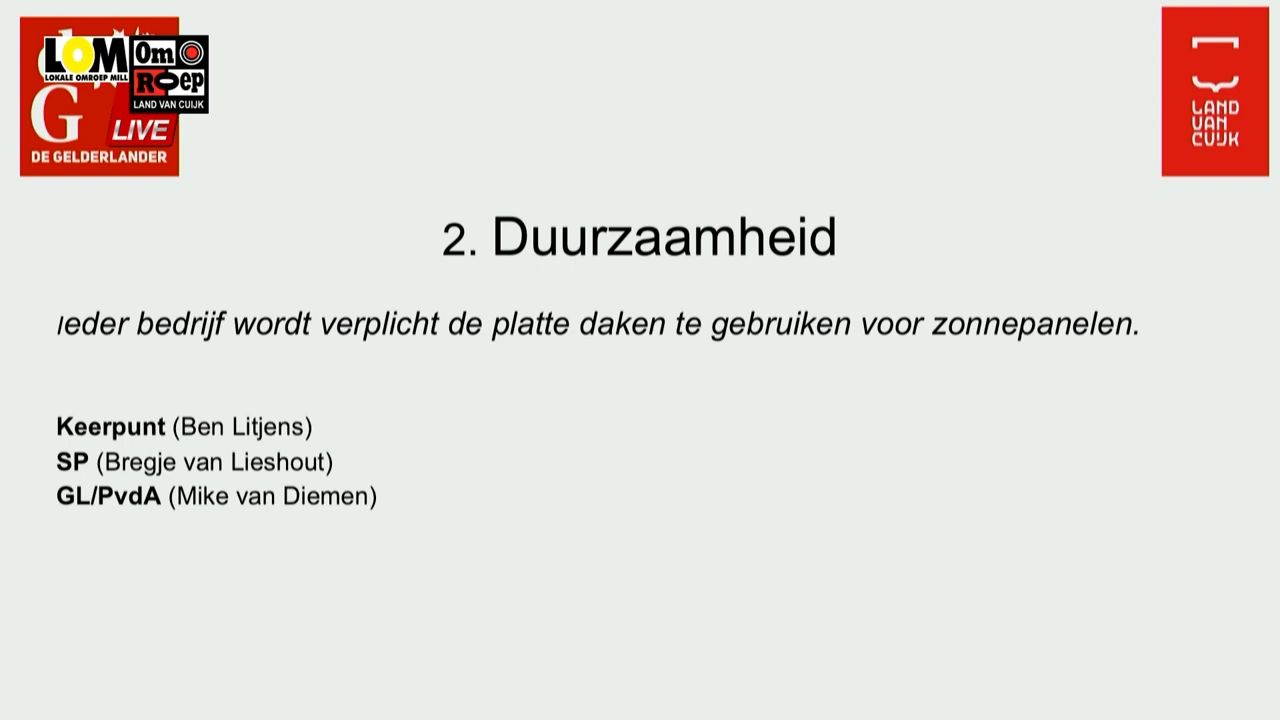 LOM
LOKALE OMROEP MILL
Om
ROep
LAND VAN CUIJK
G
LIVE
DE GELDERLANDER
LAND
VAN
CUIJK
2. Duurzaamheid
Ieder bedrijf wordt verplicht de platte daken te gebruiken voor zonnepanelen.
Keerpunt (Ben Litjens)
SP (Bregje van Lieshout)
GL/PvdA (Mike van Diemen)